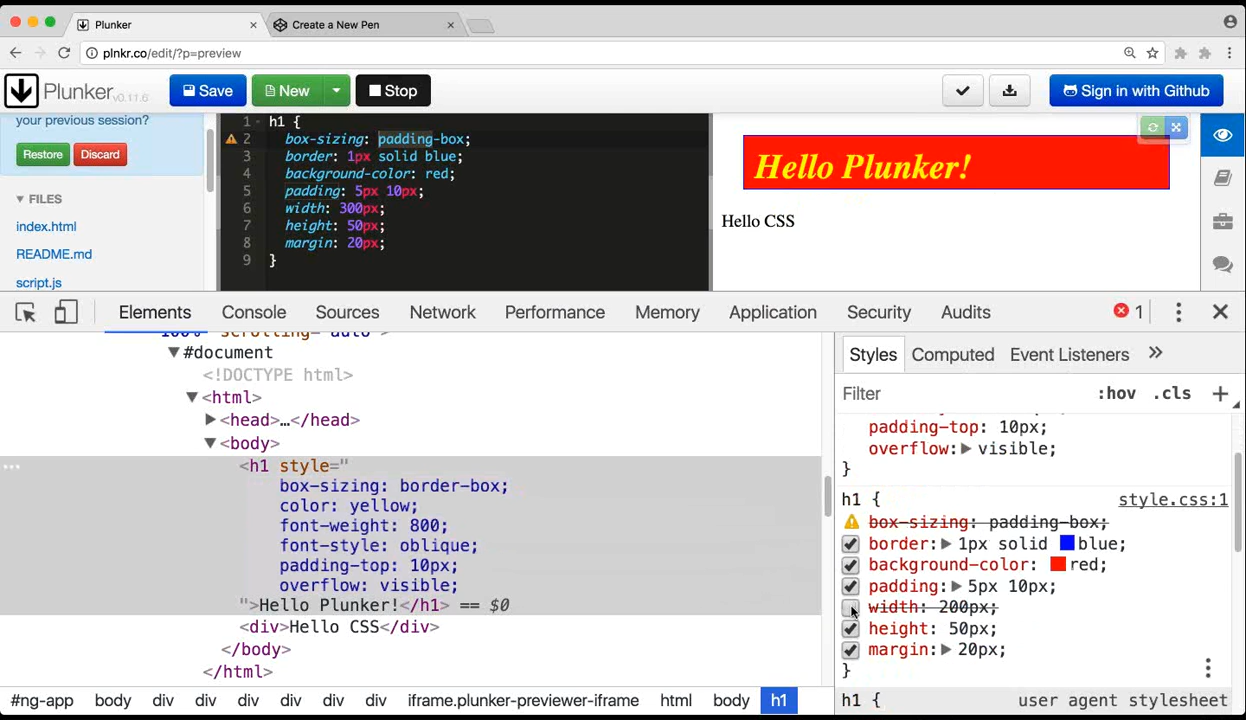 Plunker
Create a New Pen
plnkr.co/edit/?p=preview
Plunker v0.11.6
Save
New
Stop
Sign in with Github
your previous session?
Restore
Discard
FILES
index.html
README.md
script.js
1 h1 {
2 box-sizing: padding-box;
3 border: 1px solid blue;
4 background-color: red;
5 padding: 5px 10px;
6 width: 300px;
7 height: 50px;
8 margin: 20px;
9 }
Hello Plunker!
Hello CSS
Elements Console Sources Network Performance Memory Application Security Audits 1
100% scrolling="auto">
#document
<!DOCTYPE html>
<html>
<head>…</head>
<body>
<h1 style="
box-sizing: border-box;
color: yellow;
font-weight: 800;
font-style: oblique;
padding-top: 10px;
overflow: visible;
">Hello Plunker!</h1> == $0
<div>Hello CSS</div>
</body>
</html>
#ng-app body div div div div div div iframe.plunker-previewer-iframe html body h1
Styles Computed Event Listeners »
Filter :hov .cls +
padding-top: 10px;
overflow: visible;
}
h1 { style.css:1
box-sizing: padding-box;
border: 1px solid blue;
background-color: red;
padding: 5px 10px;
width: 200px;
height: 50px;
margin: 20px;
}
h1 { user agent stylesheet